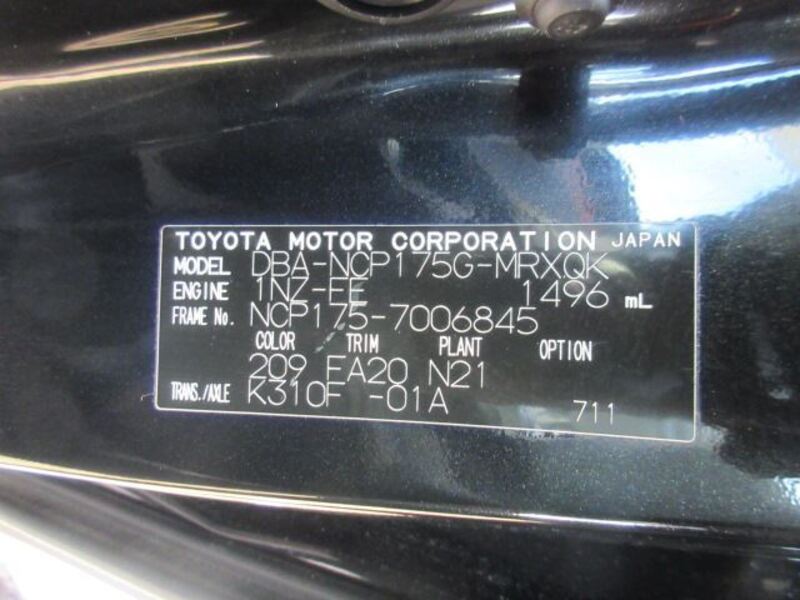 TOYOTA MOTOR CORPORATION JAPAN
MODEL DBA-NCP175G-MRXQK
ENGINE 1NZ-FE 1496 mL
FRAME No. NCP175-7006845
COLOR TRIM PLANT OPTION
209 FA20 N21
TRANS./AXLE K310F -01A 711